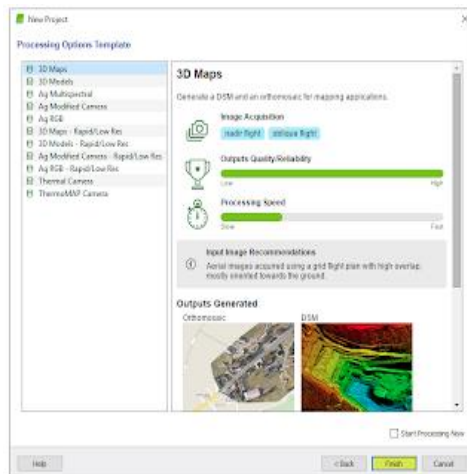 New Project
Processing Options Template
3D Maps
3D Models
Ag Multispectral
Ag Modified Camera
Ag RGB
3D Maps - Rapid/Low Res
3D Models - Rapid/Low Res
Ag Modified Camera - Rapid/Low Res
Ag RGB - Rapid/Low Res
Thermal Camera
ThermoMAP Camera
3D Maps
Generate a DSM and an orthomosaic for mapping applications.
Image Acquisition
nadir flight oblique flight
Outputs Quality/Reliability
Low High
Processing Speed
Slow Fast
Input Image Recommendations
Aerial images acquired using a grid flight plan with high overlap,
mostly oriented towards the ground.
Outputs Generated
Orthomosaic DSM
Start Processing Now
Help < Back Finish Cancel